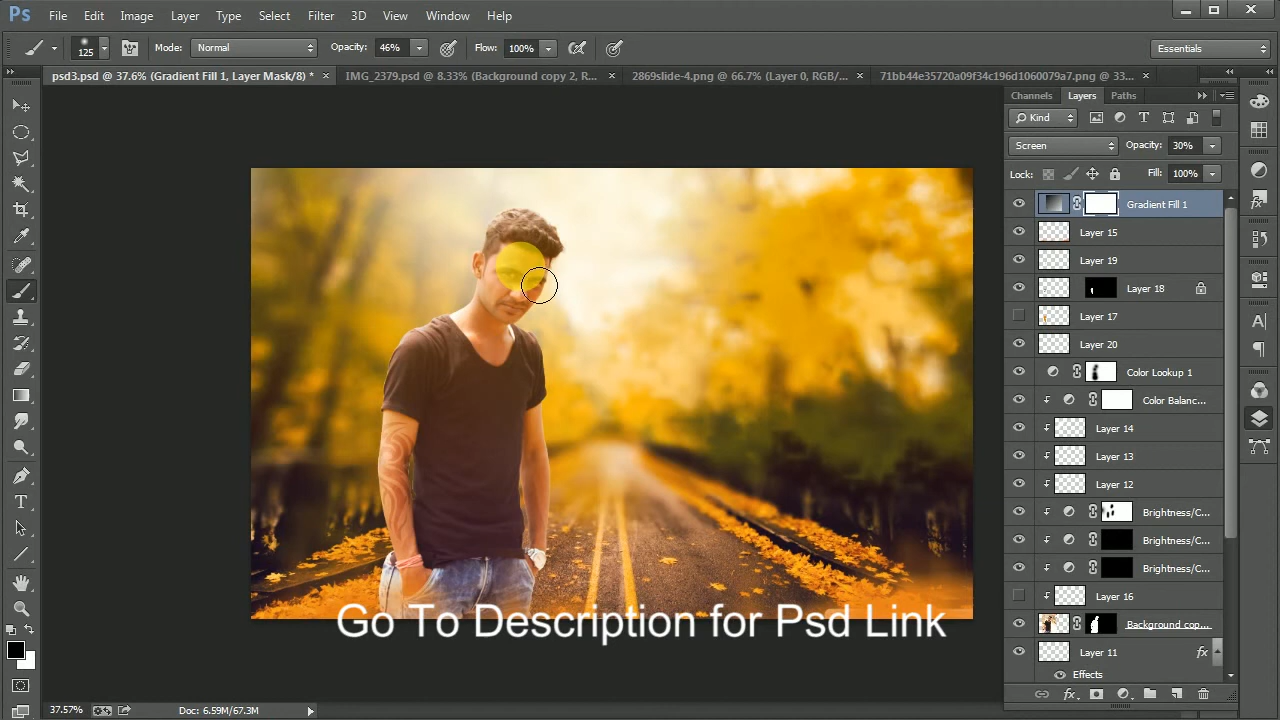 Ps File Edit Image Layer Type Select Filter 3D View Window Help
125 Mode: Normal Opacity: 46% Flow: 100% Essentials
psd3.psd @ 37.6% (Gradient Fill 1, Layer Mask/8) * × IMG_2379.psd @ 8.33% (Background copy 2, R... × 2869slide-4.png @ 66.7% (Layer 0, RGB/... × 71bb44e35720a09f34c196d1060079a7.png @ 33... ×
Channels Layers Paths
Kind
Screen Opacity: 30%
Lock: Fill: 100%
Gradient Fill 1
Layer 15
Layer 19
Layer 18
Layer 17
Layer 20
Color Lookup 1
Color Balanc...
Layer 14
Layer 13
Layer 12
Brightness/C...
Brightness/C...
Brightness/C...
Layer 16
Background cop...
Layer 11 fx
Effects
Go To Description for Psd Link
37.57% Doc: 6.59M/67.3M